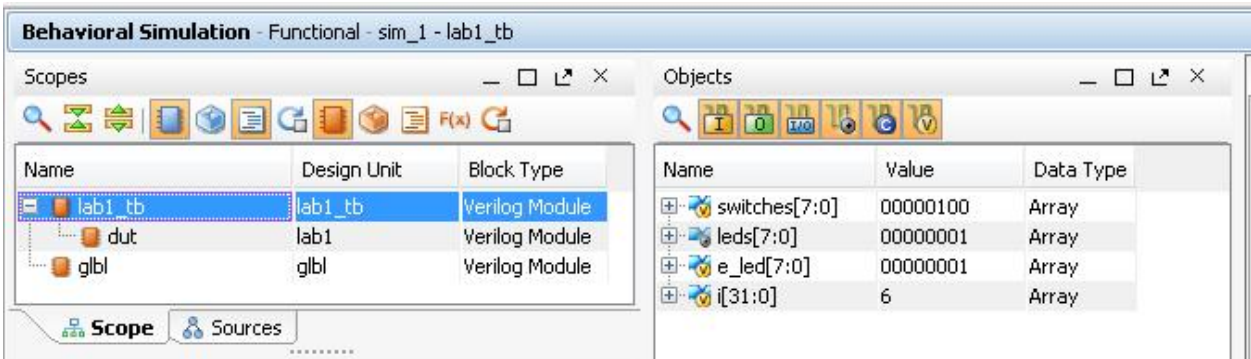 Behavioral Simulation - Functional - sim_1 - lab1_tb
Scopes
F(x)
Name Design Unit Block Type
lab1_tb lab1_tb Verilog Module
dut lab1 Verilog Module
glbl glbl Verilog Module
Scope Sources
Objects
I O I/O C V
Name Value Data Type
switches[7:0] 00000100 Array
leds[7:0] 00000001 Array
e_led[7:0] 00000001 Array
i[31:0] 6 Array